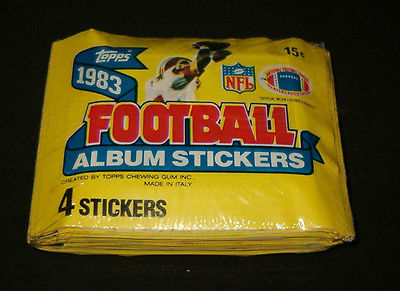 topps
15¢
1983
NFL
FOOTBALL
ALBUM STICKERS
CREATED BY TOPPS CHEWING GUM INC.
MADE IN ITALY
4 STICKERS